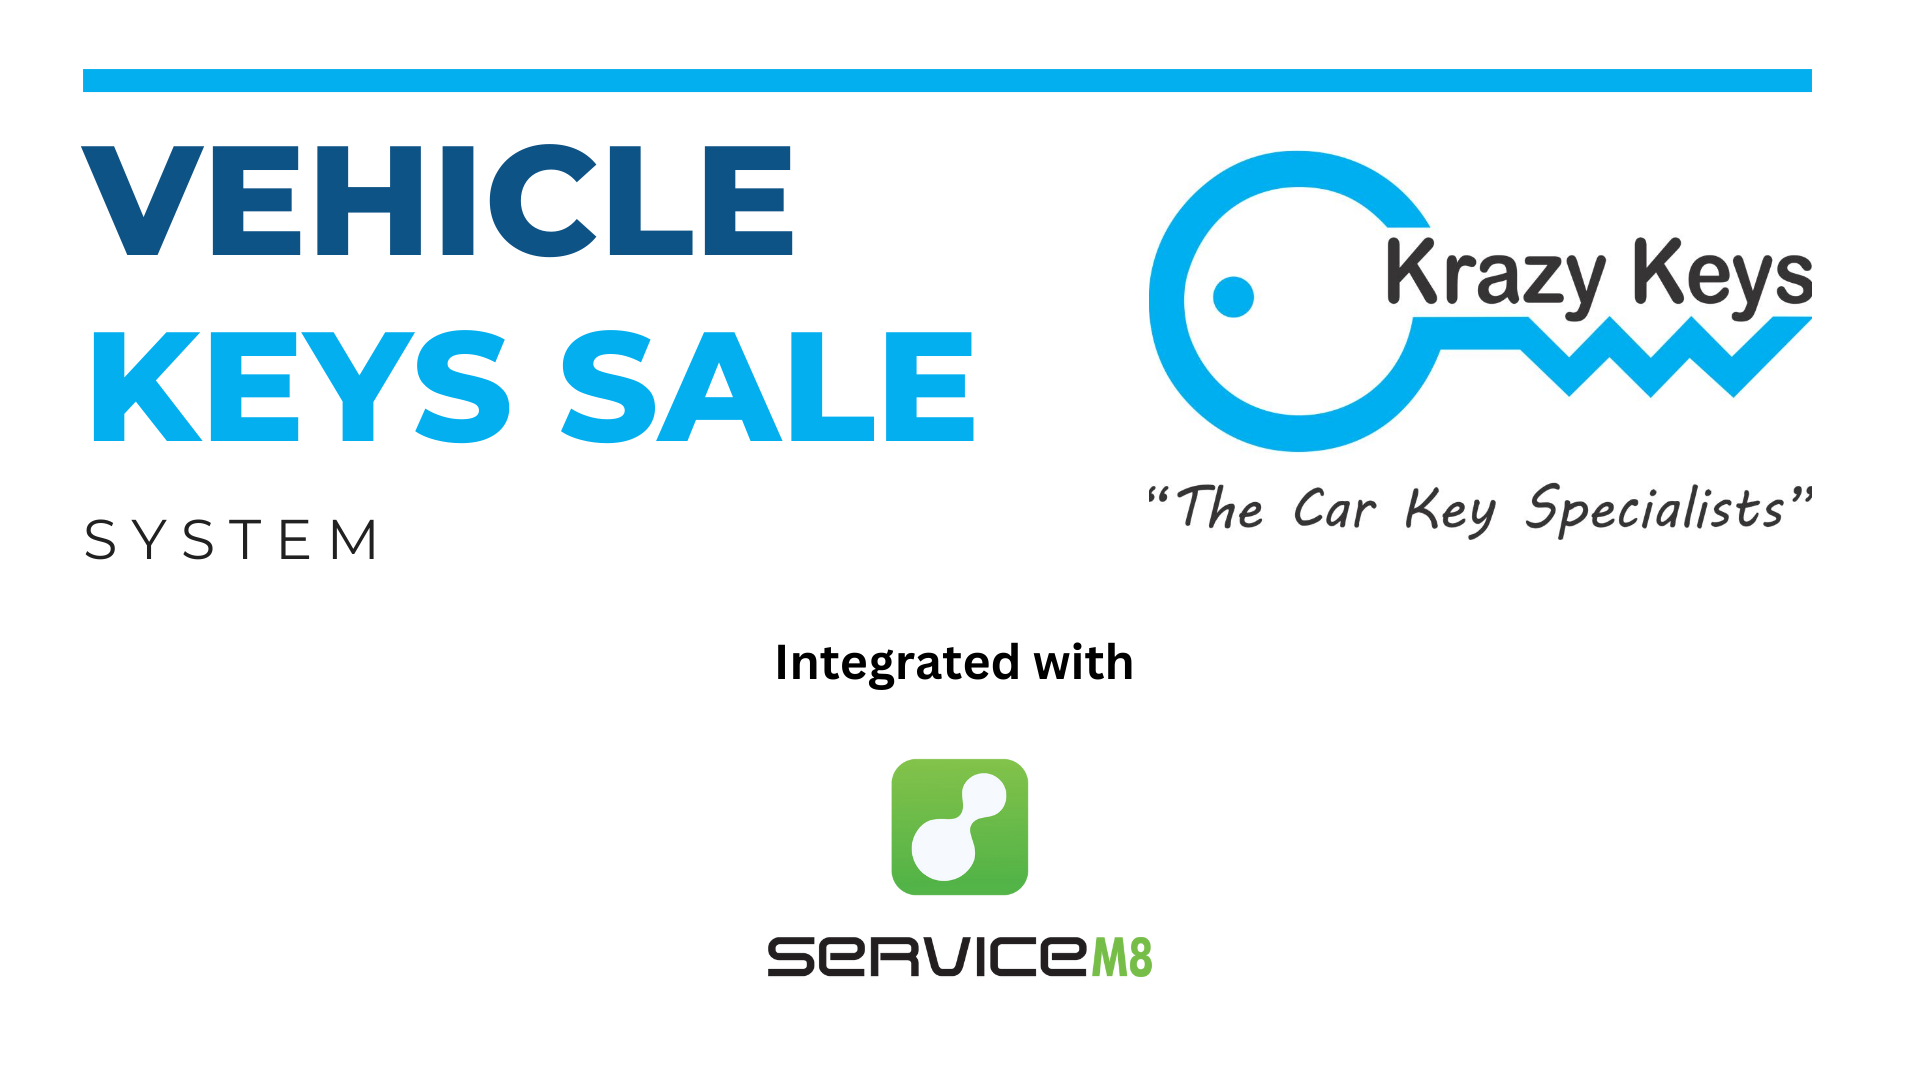 VEHICLE
KEYS SALE
SYSTEM
Krazy Keys
“The Car Key Specialists”
Integrated with
SERVICEM8